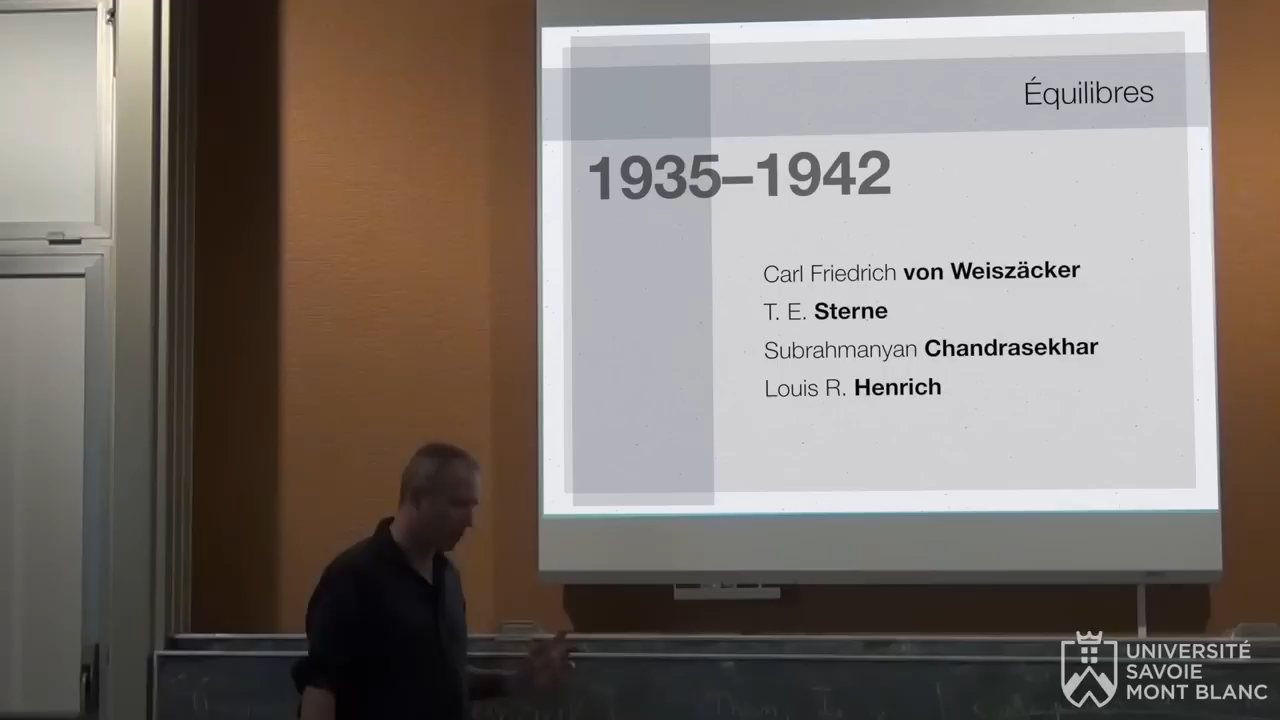 Équilibres
1935–1942
Carl Friedrich von Weiszäcker
T. E. Sterne
Subrahmanyan Chandrasekhar
Louis R. Henrich
UNIVERSITÉ
SAVOIE
MONT BLANC